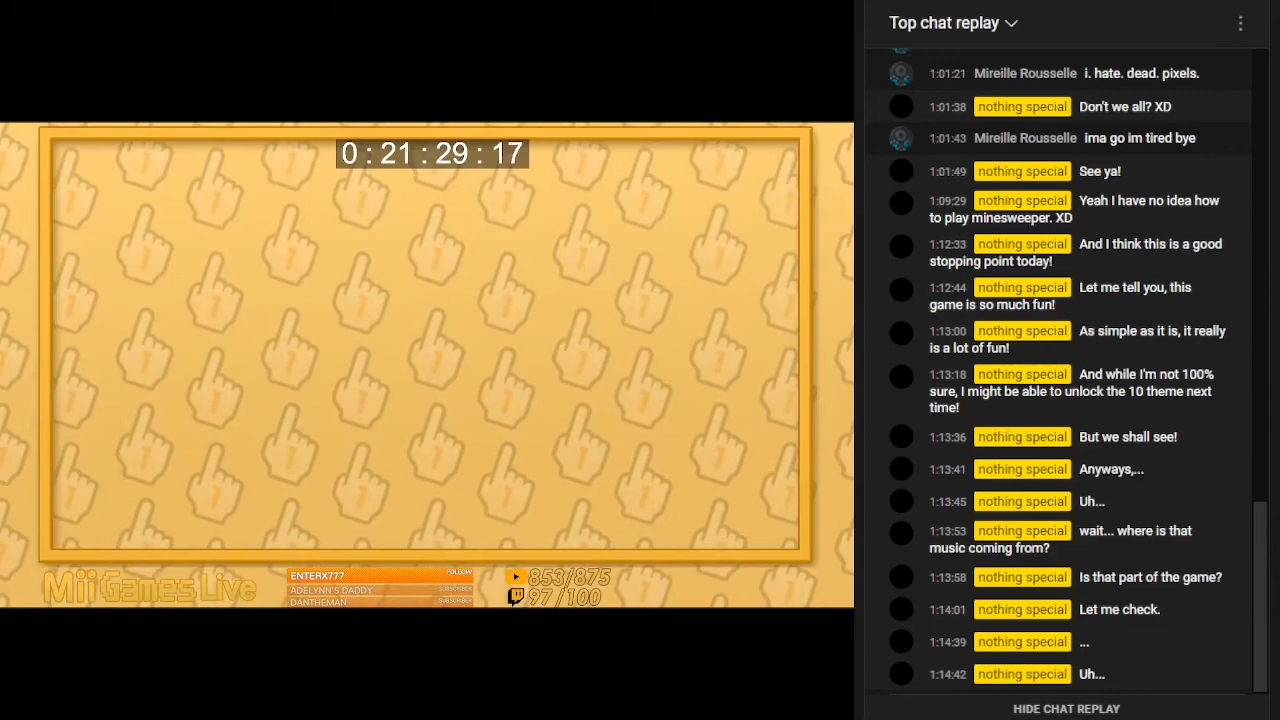 0 : 21 : 29 : 17
MiiGames Live
ENTERX777 FOLLOW
ADELYNN'S DADDY SUBSCRIBER
DANTHEMAN SUBSCRIBER
853/875
97/100
Top chat replay
1:01:21 Mireille Rousselle i. hate. dead. pixels.
1:01:38 nothing special Don't we all? XD
1:01:43 Mireille Rousselle ima go im tired bye
1:01:49 nothing special See ya!
1:09:29 nothing special Yeah I have no idea how
to play minesweeper. XD
1:12:33 nothing special And I think this is a good
stopping point today!
1:12:44 nothing special Let me tell you, this
game is so much fun!
1:13:00 nothing special As simple as it is, it really
is a lot of fun!
1:13:18 nothing special And while I'm not 100%
sure, I might be able to unlock the 10 theme next
time!
1:13:36 nothing special But we shall see!
1:13:41 nothing special Anyways,...
1:13:45 nothing special Uh...
1:13:53 nothing special wait... where is that
music coming from?
1:13:58 nothing special Is that part of the game?
1:14:01 nothing special Let me check.
1:14:39 nothing special ...
1:14:42 nothing special Uh...
HIDE CHAT REPLAY